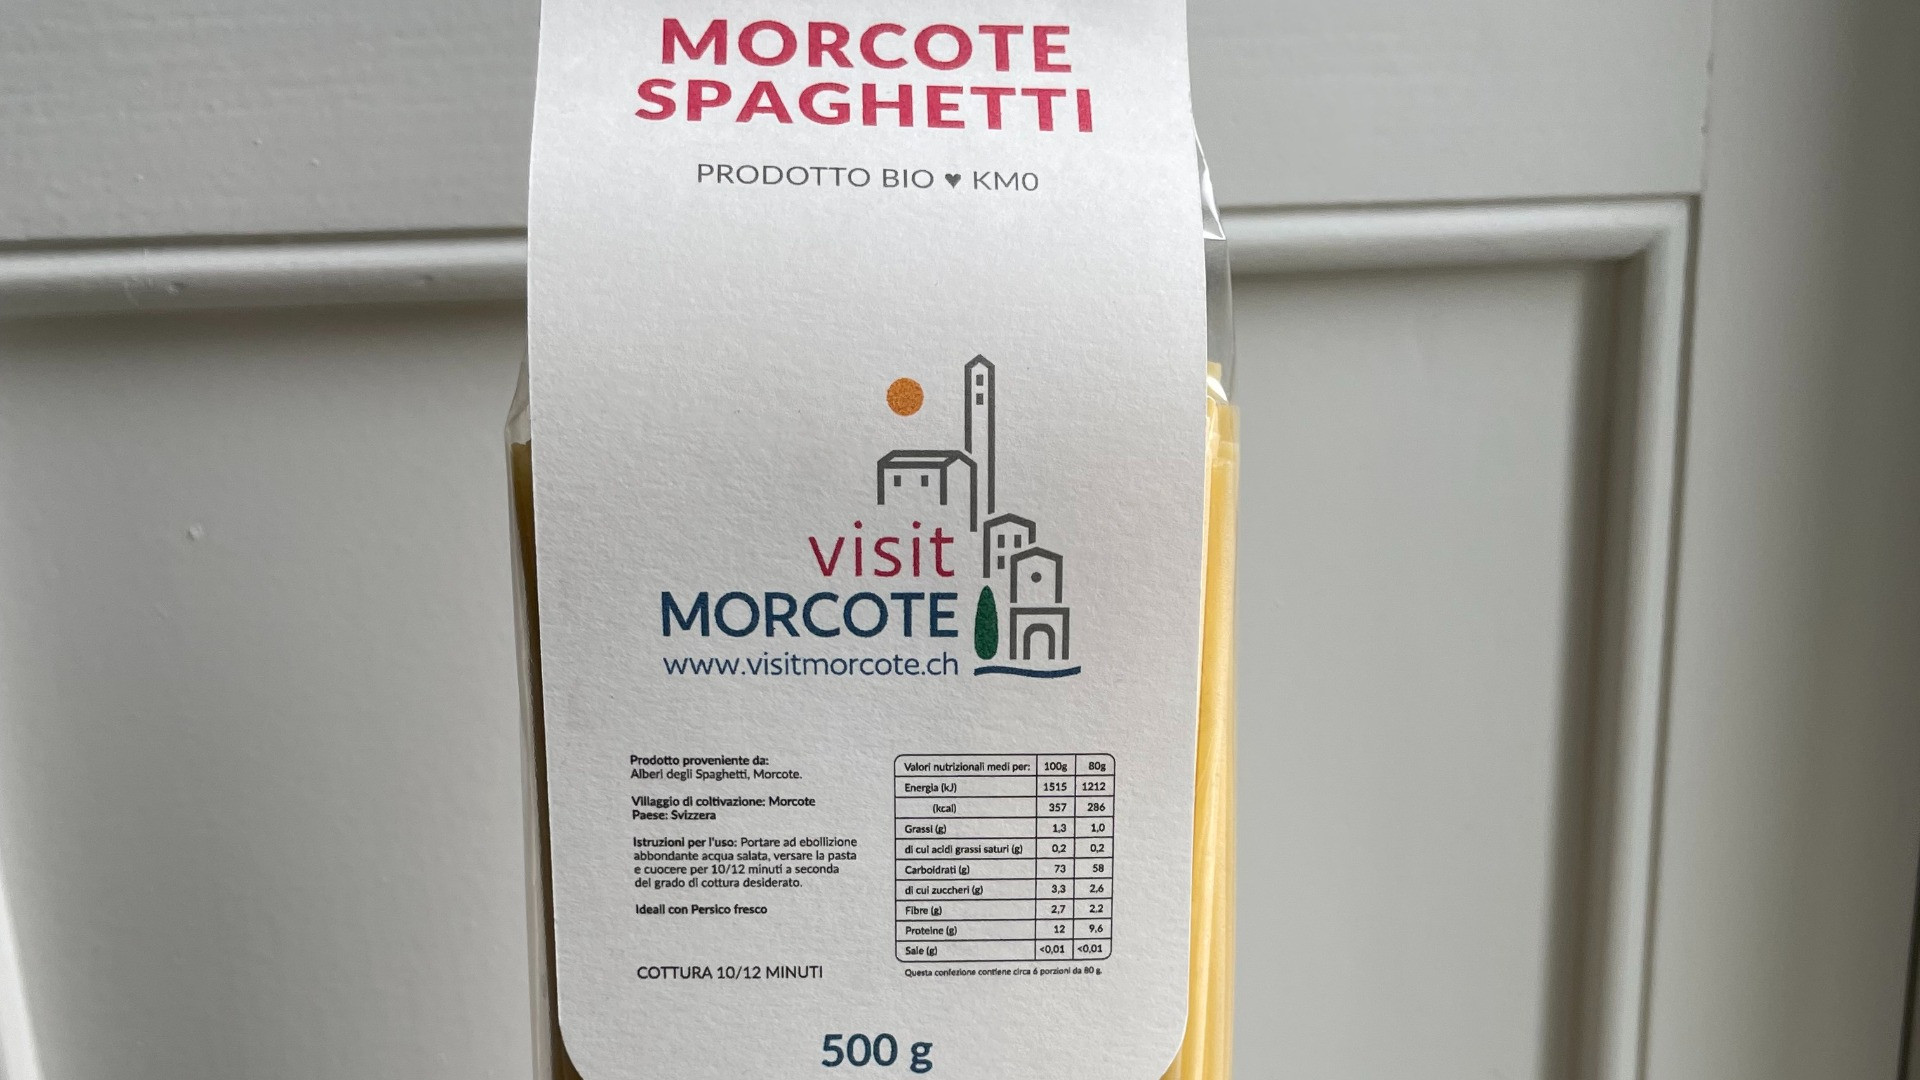 MORCOTE
SPAGHETTI
PRODOTTO BIO ♥ KM0
visit
MORCOTE
www.visitmorcote.ch
Prodotto proveniente da:
Alberi degli Spaghetti, Morcote.
Villaggio di coltivazione: Morcote
Paese: Svizzera
Istruzioni per l'uso: Portare ad ebollizione
abbondante acqua salata, versare la pasta
e cuocere per 10/12 minuti a seconda
del grado di cottura desiderato.
Ideali con Persico fresco
COTTURA 10/12 MINUTI
Valori nutrizionali medi per: 100g 80g
Energia (kJ) 1515 1212
(kcal) 357 286
Grassi (g) 1,3 1,0
di cui acidi grassi saturi (g) 0,2 0,2
Carboidrati (g) 73 58
di cui zuccheri (g) 3,3 2,6
Fibre (g) 2,7 2,2
Proteine (g) 12 9,6
Sale (g) <0,01 <0,01
Questa confezione contiene circa 6 porzioni da 80 g.
500 g